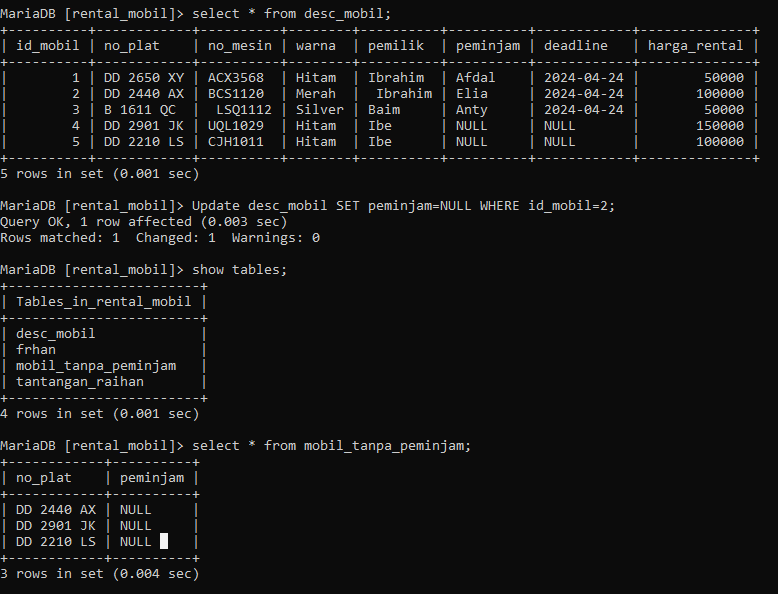 MariaDB [rental_mobil]> select * from desc_mobil;
+----------+------------+----------+--------+----------+----------+------------+--------------+
| id_mobil | no_plat    | no_mesin | warna  | pemilik  | peminjam | deadline   | harga_rental |
+----------+------------+----------+--------+----------+----------+------------+--------------+
|        1 | DD 2650 XY | ACX3568  | Hitam  | Ibrahim  | Afdal    | 2024-04-24 |        50000 |
|        2 | DD 2440 AX | BCS1120  | Merah  |  Ibrahim | Elia     | 2024-04-24 |       100000 |
|        3 | B 1611 QC  |  LSQ1112 | Silver | Baim     | Anty     | 2024-04-24 |        50000 |
|        4 | DD 2901 JK | UQL1029  | Hitam  | Ibe      | NULL     | NULL       |       150000 |
|        5 | DD 2210 LS | CJH1011  | Hitam  | Ibe      | NULL     | NULL       |       100000 |
+----------+------------+----------+--------+----------+----------+------------+--------------+
5 rows in set (0.001 sec)

MariaDB [rental_mobil]> Update desc_mobil SET peminjam=NULL WHERE id_mobil=2;
Query OK, 1 row affected (0.003 sec)
Rows matched: 1  Changed: 1  Warnings: 0

MariaDB [rental_mobil]> show tables;
+------------------------+
| Tables_in_rental_mobil |
+------------------------+
| desc_mobil             |
| frhan                  |
| mobil_tanpa_peminjam   |
| tantangan_raihan       |
+------------------------+
4 rows in set (0.001 sec)

MariaDB [rental_mobil]> select * from mobil_tanpa_peminjam;
+------------+----------+
| no_plat    | peminjam |
+------------+----------+
| DD 2440 AX | NULL     |
| DD 2901 JK | NULL     |
| DD 2210 LS | NULL     |
+------------+----------+
3 rows in set (0.004 sec)